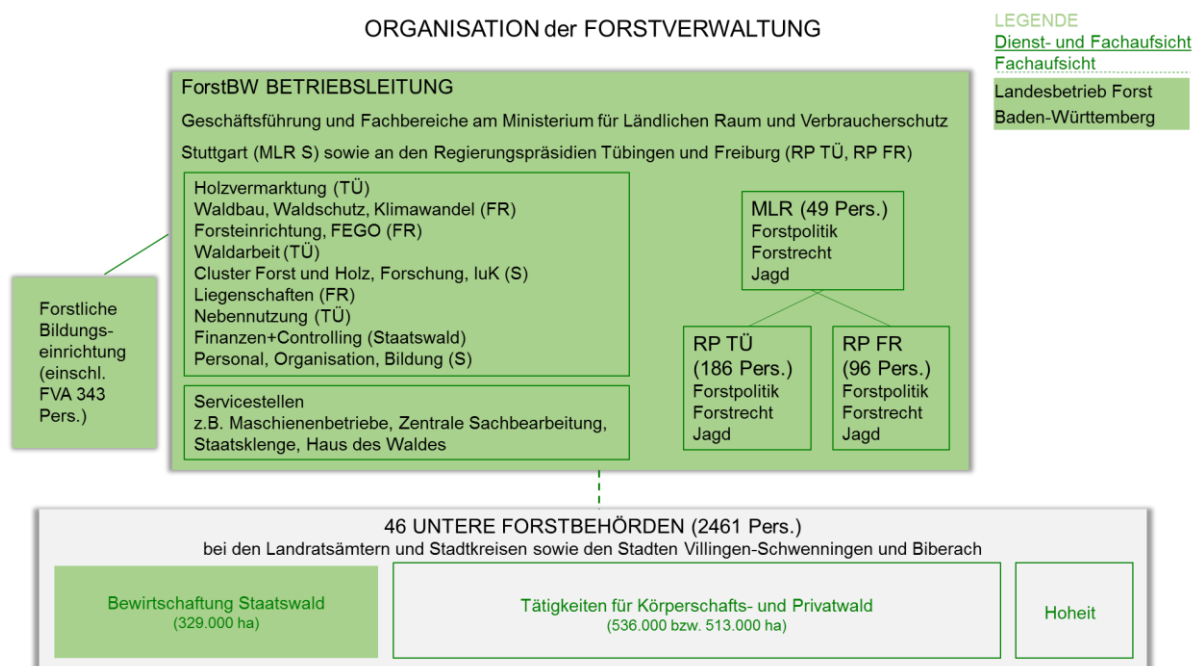 ORGANISATION der FORSTVERWALTUNG
LEGENDE
Dienst- und Fachaufsicht
Fachaufsicht
Landesbetrieb Forst
Baden-Württemberg
ForstBW BETRIEBSLEITUNG
Geschäftsführung und Fachbereiche am Ministerium für Ländlichen Raum und Verbraucherschutz
Stuttgart (MLR S) sowie an den Regierungspräsidien Tübingen und Freiburg (RP TÜ, RP FR)
Holzvermarktung (TÜ)
Waldbau, Waldschutz, Klimawandel (FR)
Forsteinrichtung, FEGO (FR)
Waldarbeit (TÜ)
Cluster Forst und Holz, Forschung, IuK (S)
Liegenschaften (FR)
Nebennutzung (TÜ)
Finanzen+Controlling (Staatswald)
Personal, Organisation, Bildung (S)
Servicestellen
z.B. Maschienenbetriebe, Zentrale Sachbearbeitung,
Staatsklenge, Haus des Waldes
MLR (49 Pers.)
Forstpolitik
Forstrecht
Jagd
RP TÜ
(186 Pers.)
Forstpolitik
Forstrecht
Jagd
RP FR
(96 Pers.)
Forstpolitik
Forstrecht
Jagd
Forstliche
Bildungs-
einrichtung
(einschl.
FVA 343
Pers.)
46 UNTERE FORSTBEHÖRDEN (2461 Pers.)
bei den Landratsämtern und Stadtkreisen sowie den Stadten Villingen-Schwenningen und Biberach
Bewirtschaftung Staatswald
(329.000 ha)
Tätigkeiten für Körperschafts- und Privatwald
(536.000 bzw. 513.000 ha)
Hoheit